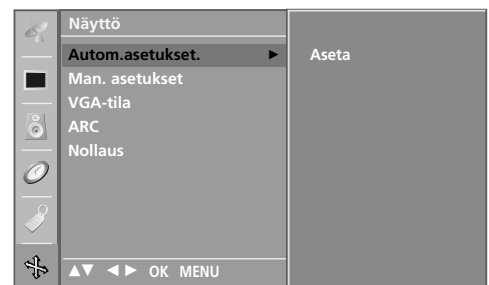 Näyttö
Autom.asetukset. ► Aseta
Man. asetukset
VGA-tila
ARC
Nollaus
▲▼ ◄► OK MENU